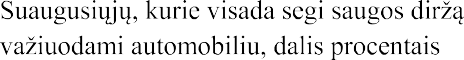 Suaugusiųjų, kurie visada segi saugos diržą
važiuodami automobiliu, dalis procentais